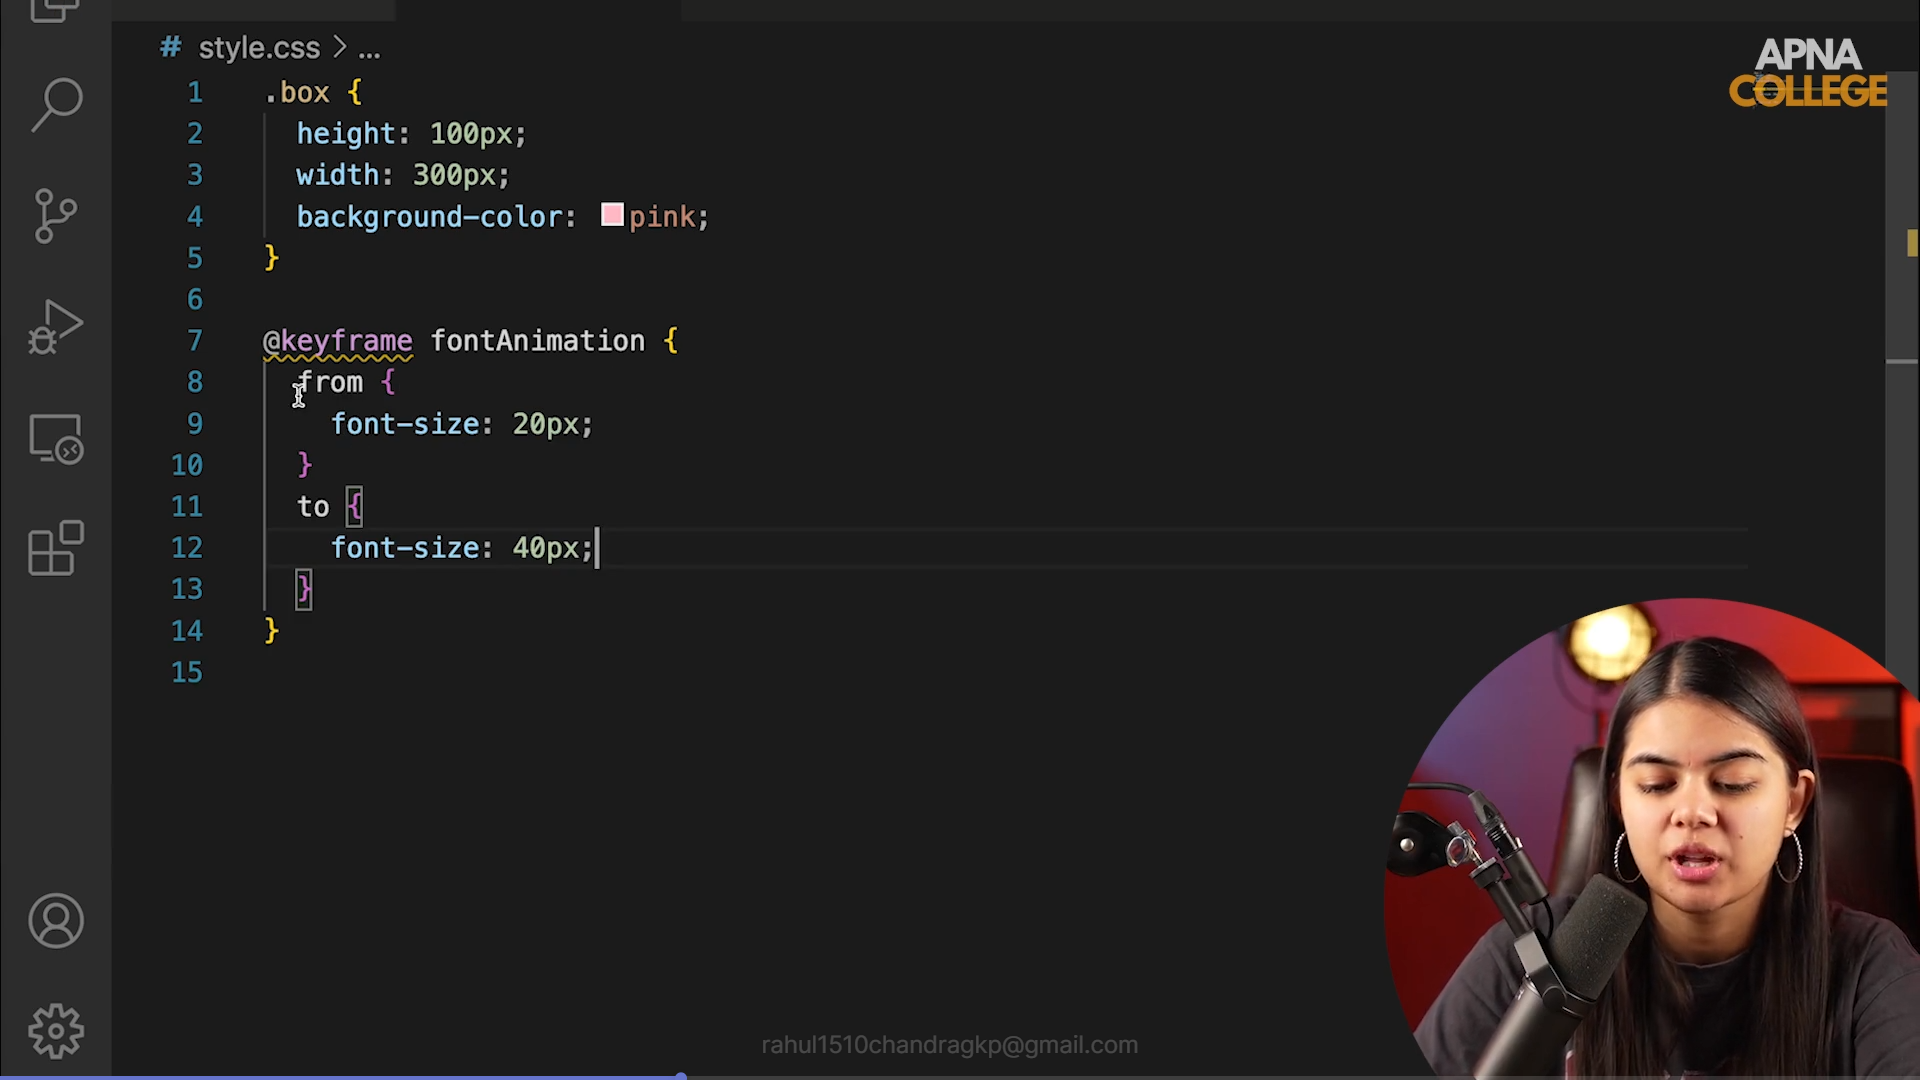 # style.css > ...
APNA
COLLEGE
1 .box {
2 height: 100px;
3 width: 300px;
4 background-color: pink;
5 }
6
7 @keyframe fontAnimation {
8 from {
9 font-size: 20px;
10 }
11 to {
12 font-size: 40px;
13 }
14 }
15
rahul1510chandragkp@gmail.com